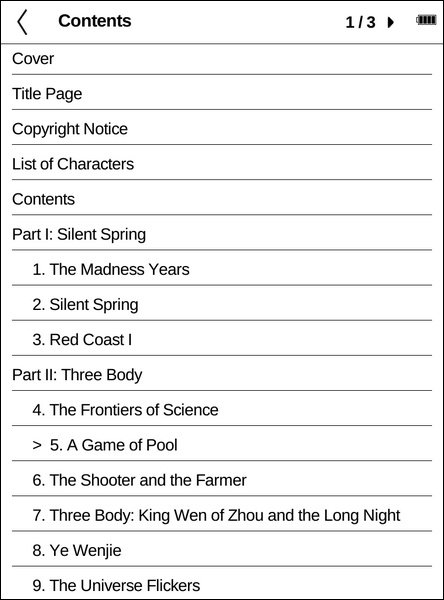 Contents
1 / 3
Cover
Title Page
Copyright Notice
List of Characters
Contents
Part I: Silent Spring
1. The Madness Years
2. Silent Spring
3. Red Coast I
Part II: Three Body
4. The Frontiers of Science
> 5. A Game of Pool
6. The Shooter and the Farmer
7. Three Body: King Wen of Zhou and the Long Night
8. Ye Wenjie
9. The Universe Flickers